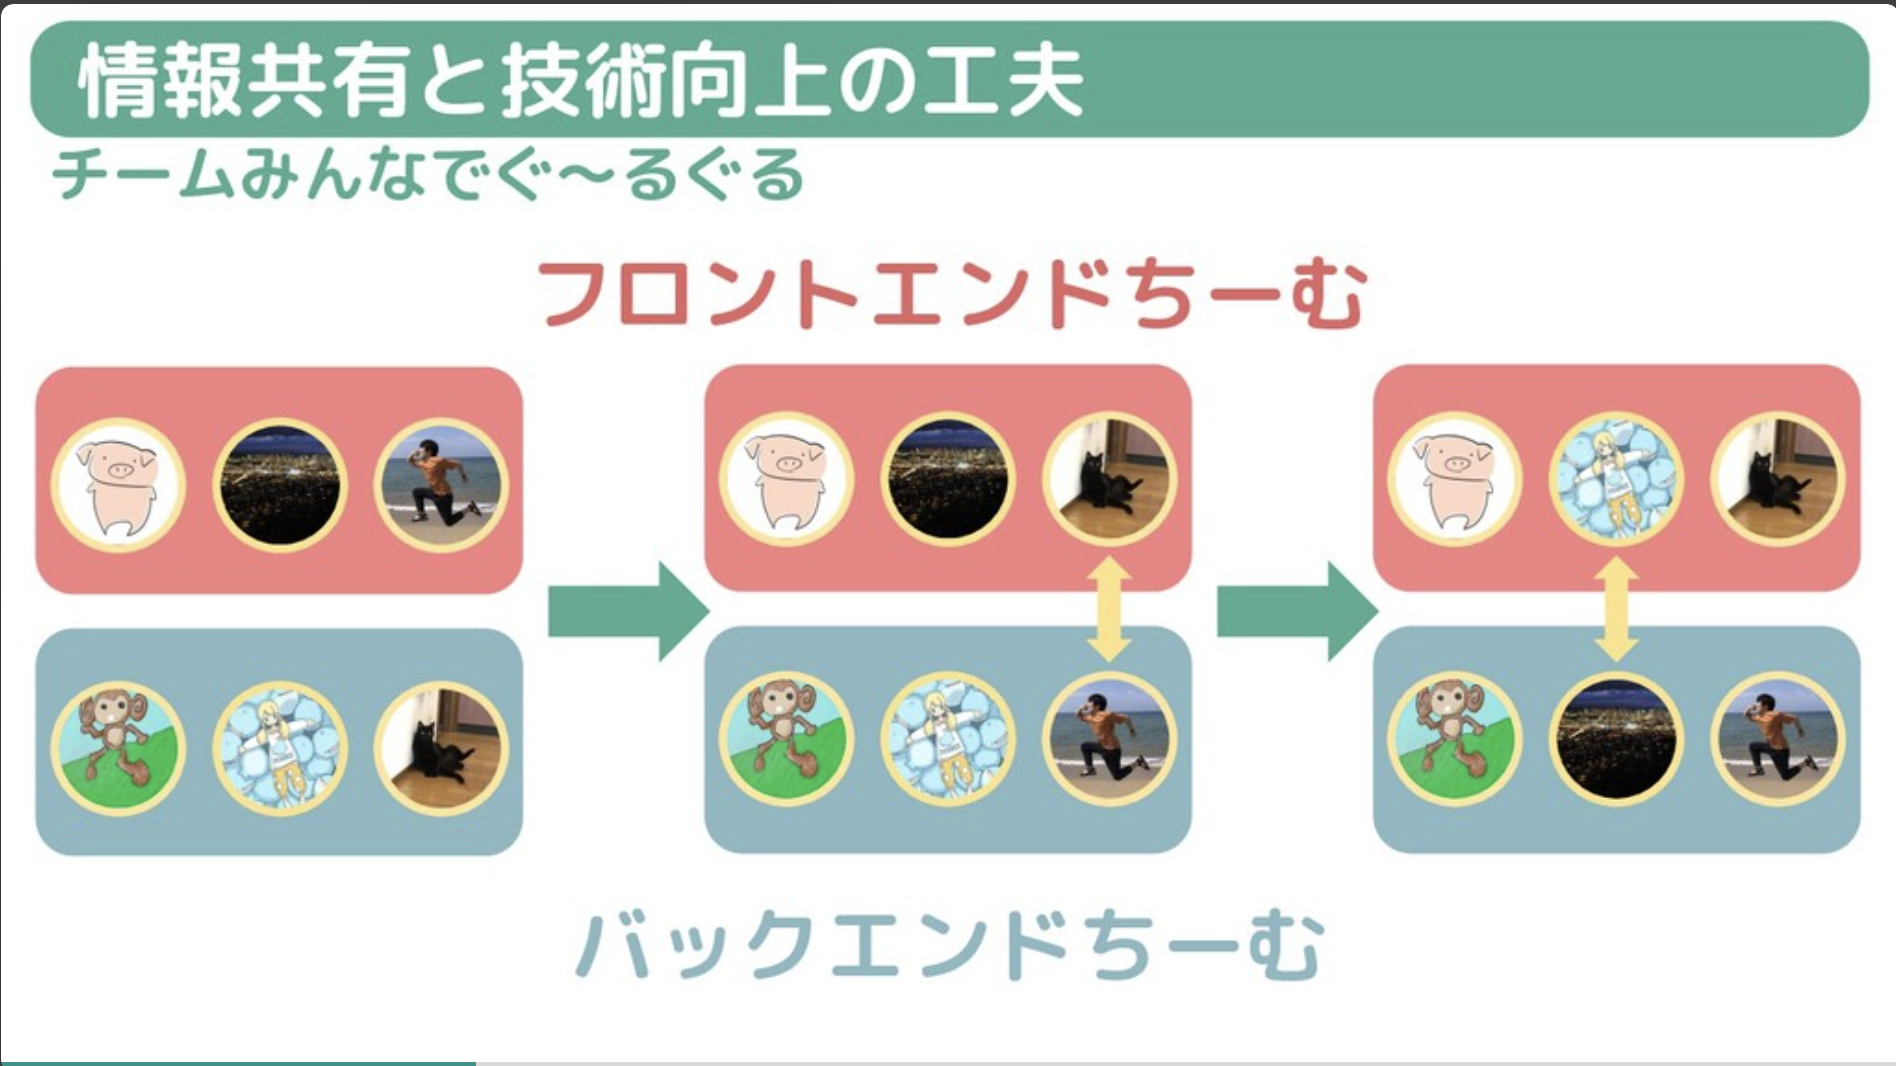 情報共有と技術向上の工夫
チームみんなでぐ〜るぐる
フロントエンドちーむ
バックエンドちーむ